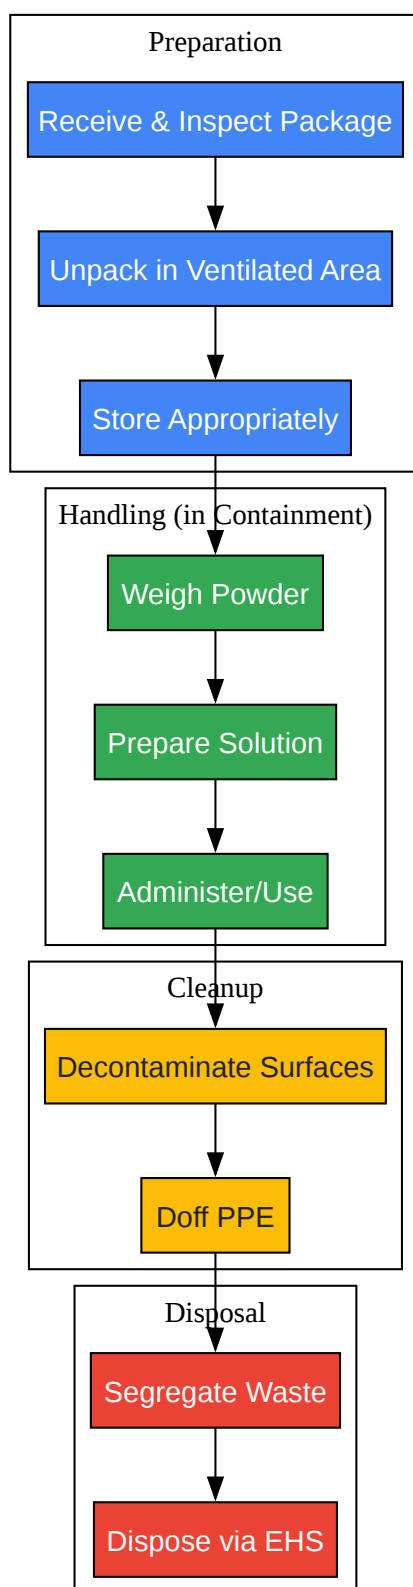 Preparation
Receive & Inspect Package
Unpack in Ventilated Area
Store Appropriately
Handling (in Containment)
Weigh Powder
Prepare Solution
Administer/Use
Cleanup
Decontaminate Surfaces
Doff PPE
Disposal
Segregate Waste
Dispose via EHS